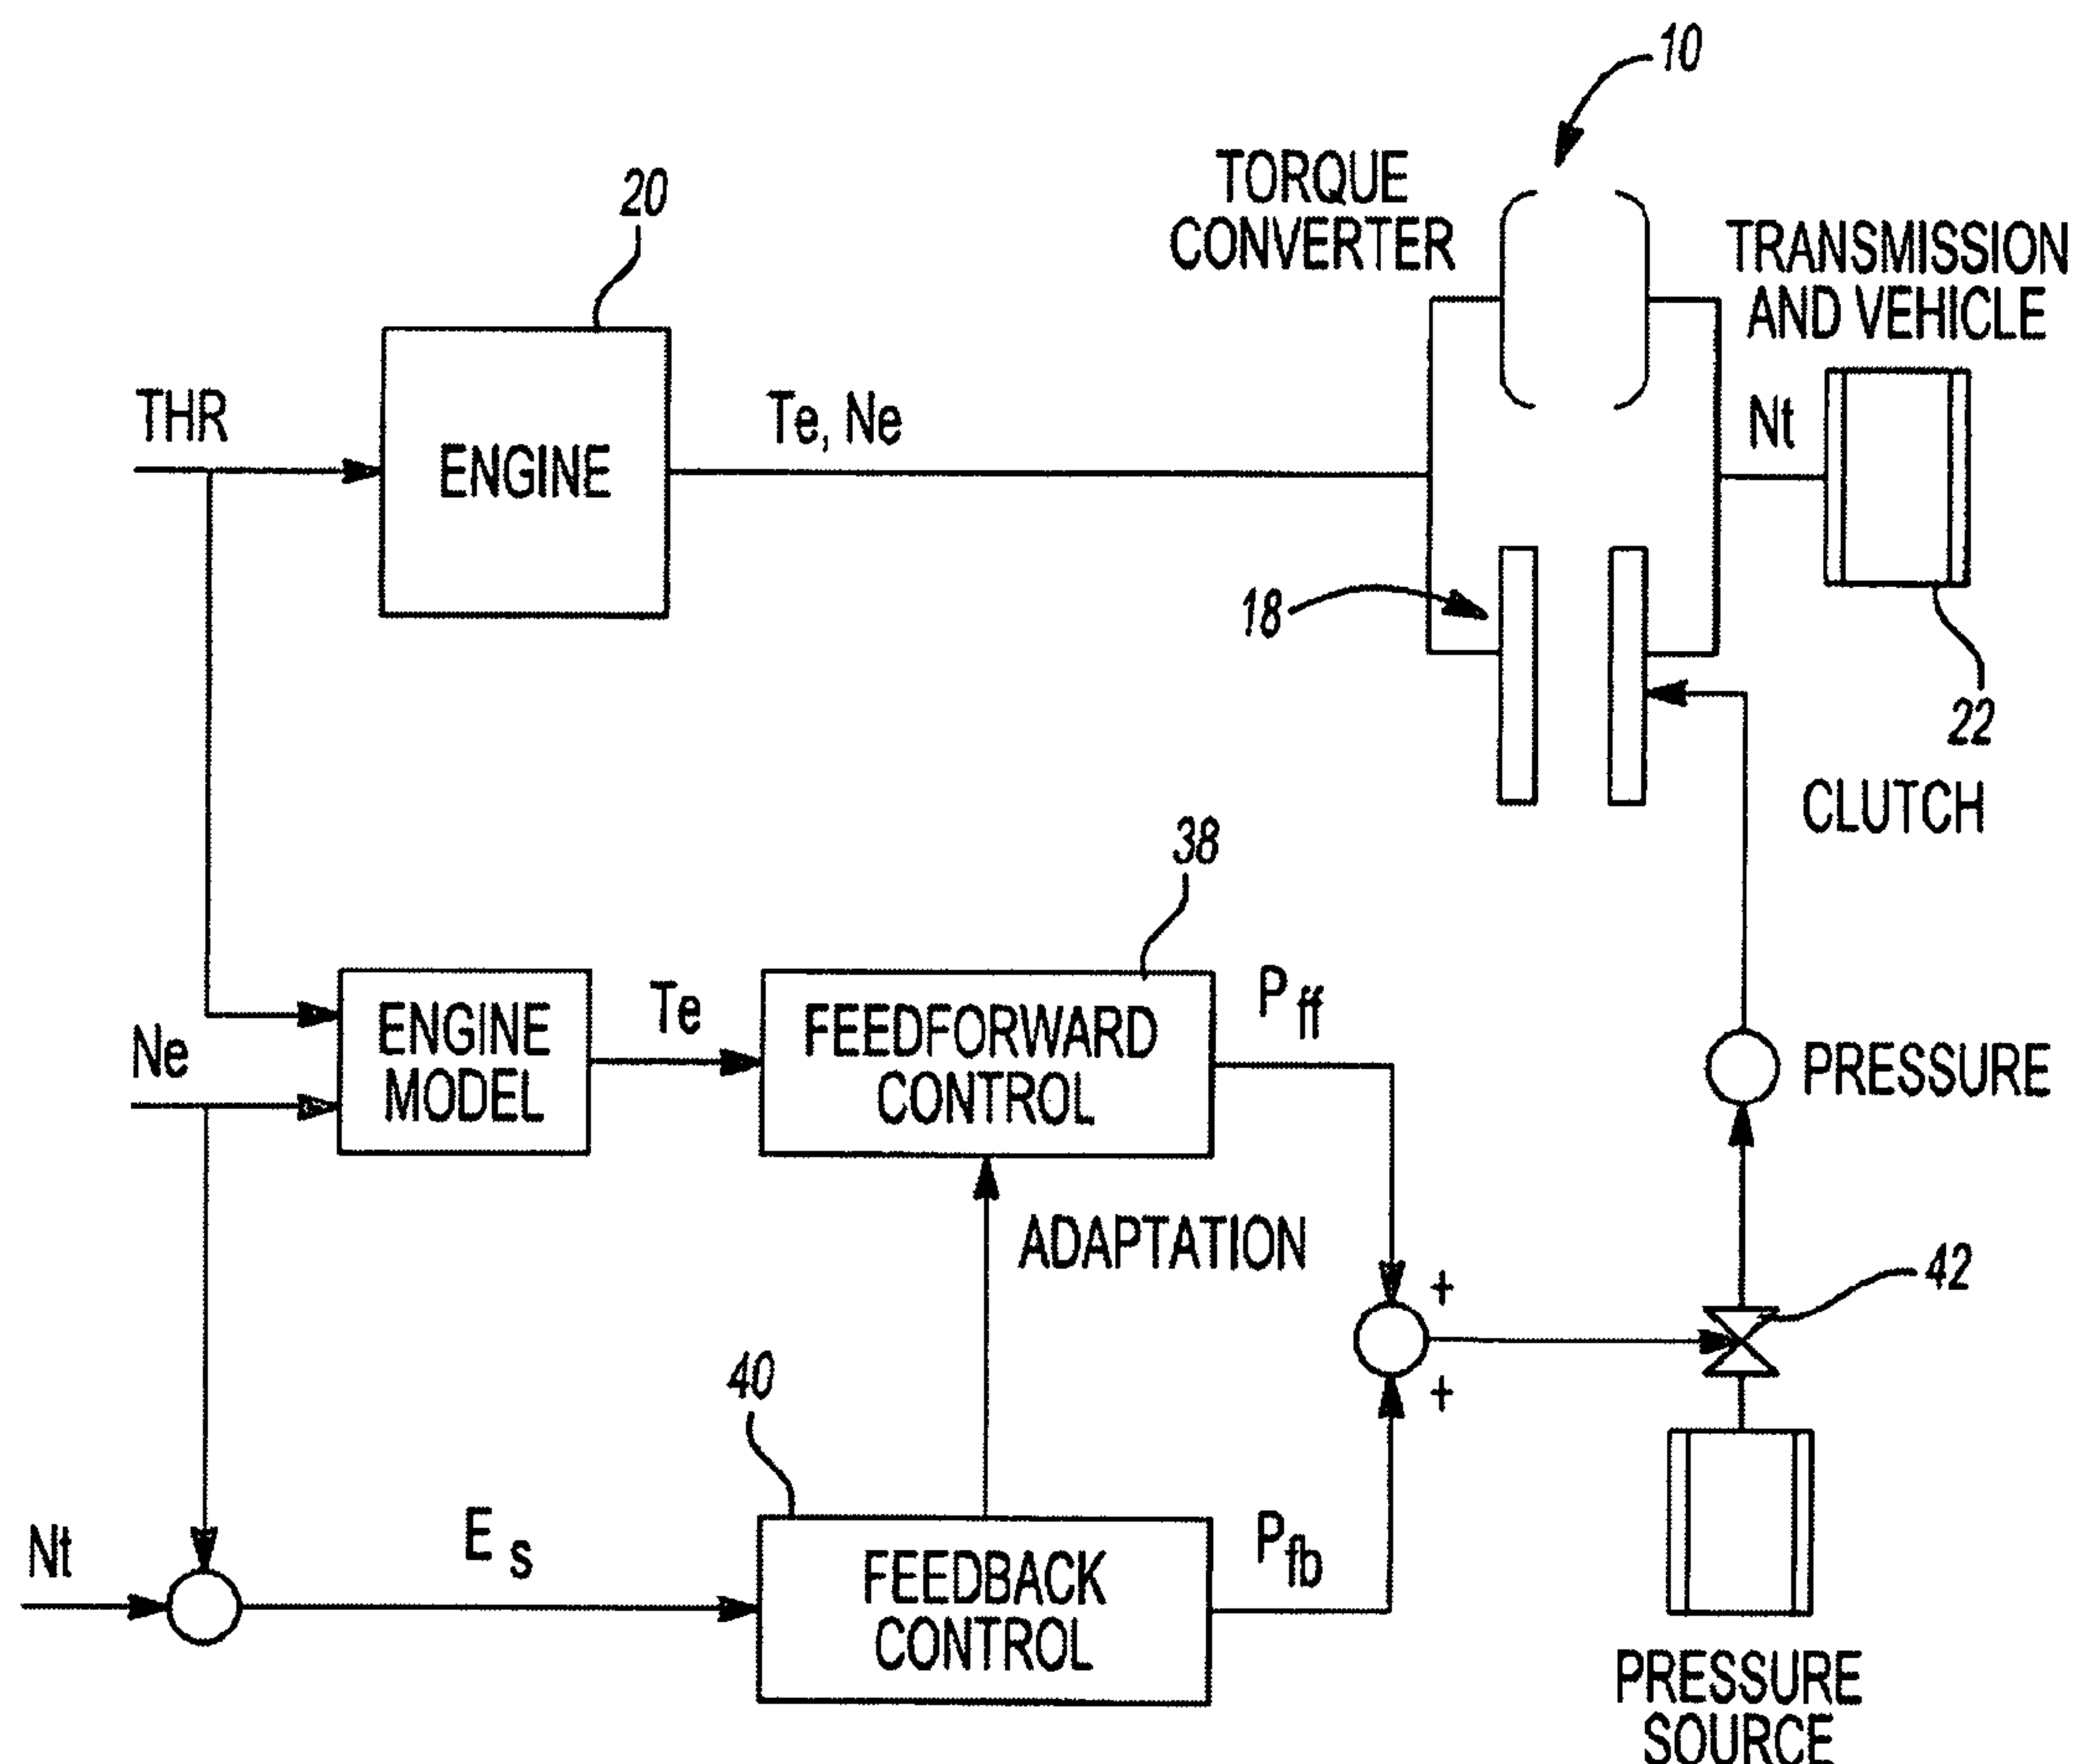 10
TORQUE
CONVERTER
20
TRANSMISSION
AND VEHICLE
THR
ENGINE
Te, Ne
Nt
18
22
CLUTCH
38
ENGINE
MODEL
Te
FEEDFORWARD
CONTROL
Pff
Ne
PRESSURE
ADAPTATION
+
42
+
40
Nt
Es
FEEDBACK
CONTROL
Pfb
PRESSURE
SOURCE